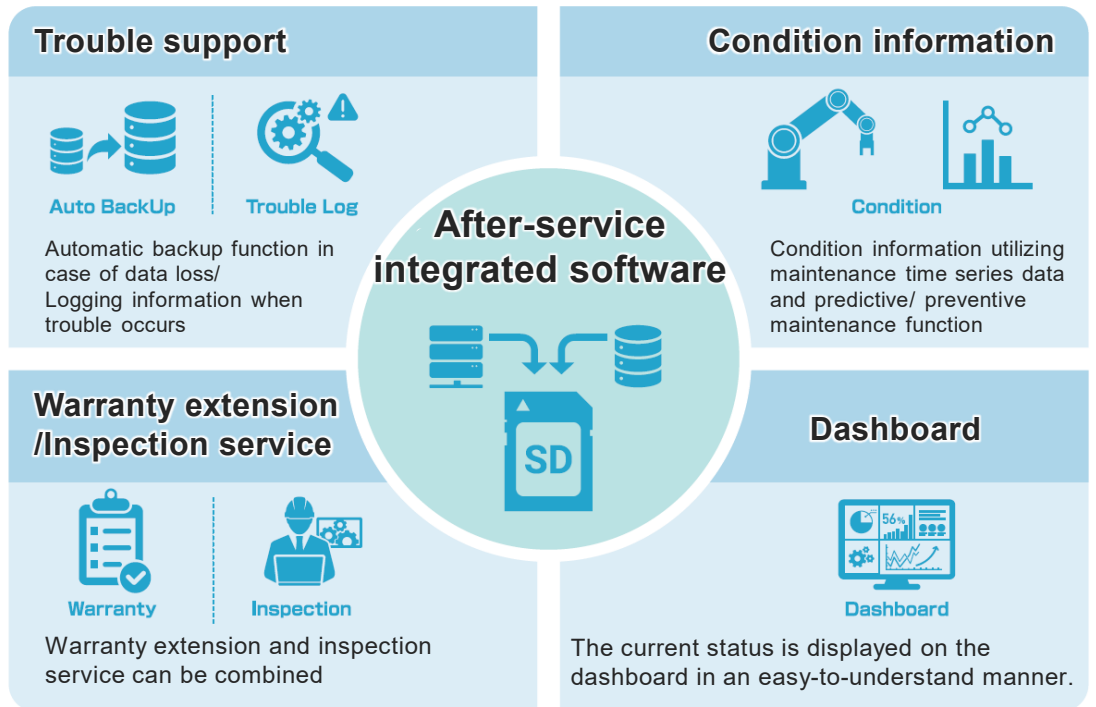 Trouble support
Auto BackUp
Trouble Log
Automatic backup function in
case of data loss/
Logging information when
trouble occurs
Condition information
Condition
Condition information utilizing
maintenance time series data
and predictive/ preventive
maintenance function
After-service
integrated software
SD
Warranty extension
/Inspection service
Warranty
Inspection
Warranty extension and inspection
service can be combined
Dashboard
56%
Dashboard
The current status is displayed on the
dashboard in an easy-to-understand manner.